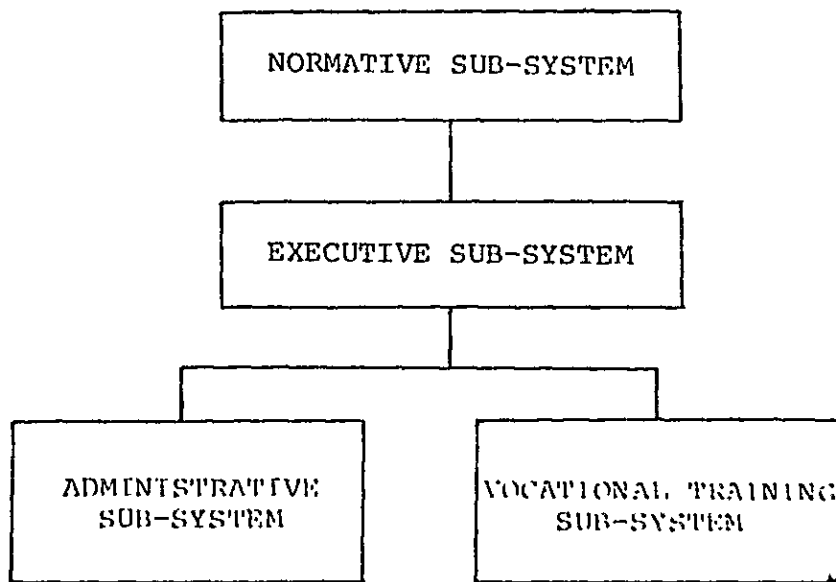 NORMATIVE SUB-SYSTEM
EXECUTIVE SUB-SYSTEM
ADMINISTRATIVE
SUB-SYSTEM
VOCATIONAL TRAINING
SUB-SYSTEM